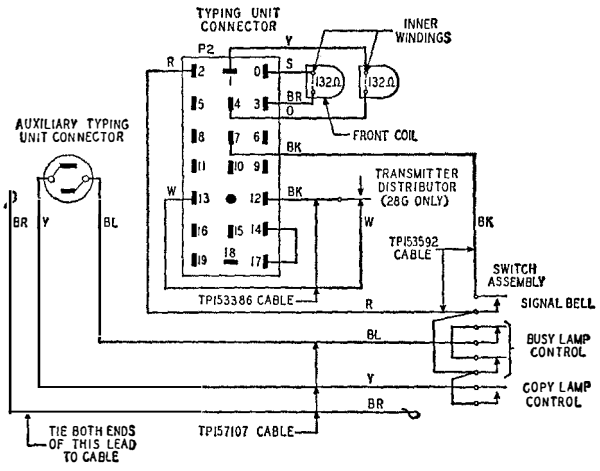 TYPING UNIT
CONNECTOR
INNER
WINDINGS
P2
Y
R
2
1
0
S
132Ω
132Ω
BR
5
4
3
O
FRONT COIL
AUXILIARY TYPING
UNIT CONNECTOR
8
7
6
BK
11
10
9
TRANSMITTER
DISTRIBUTOR
(28G ONLY)
W
13
12
BK
W
BR
Y
BL
16
15
14
BK
TP153592
CABLE
18
19
17
SWITCH
ASSEMBLY
TP153386 CABLE
R
SIGNAL BELL
BL
BUSY LAMP
CONTROL
Y
COPY LAMP
CONTROL
BR
TIE BOTH ENDS
OF THIS LEAD
TO CABLE
TP157107 CABLE